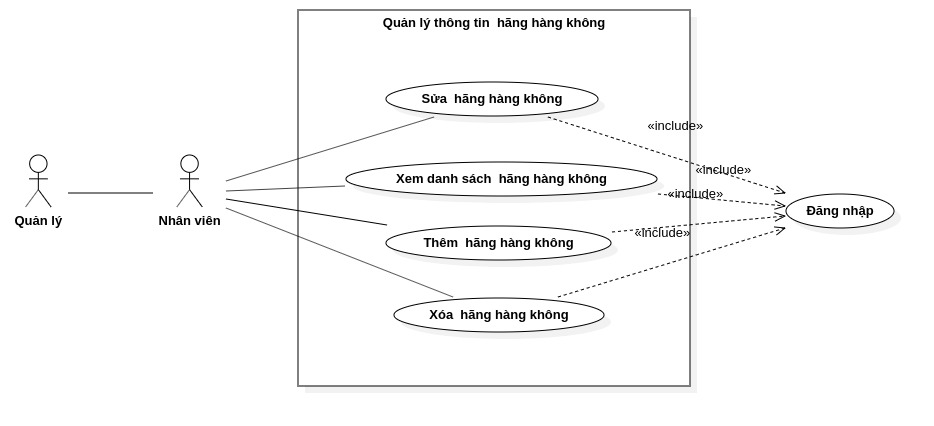 Quản lý thông tin  hãng hàng không
Sửa  hãng hàng không
«include»
Xem danh sách  hãng hàng không
«include»
«include»
Quản lý
Nhân viên
Đăng nhập
Thêm  hãng hàng không
«include»
Xóa  hãng hàng không